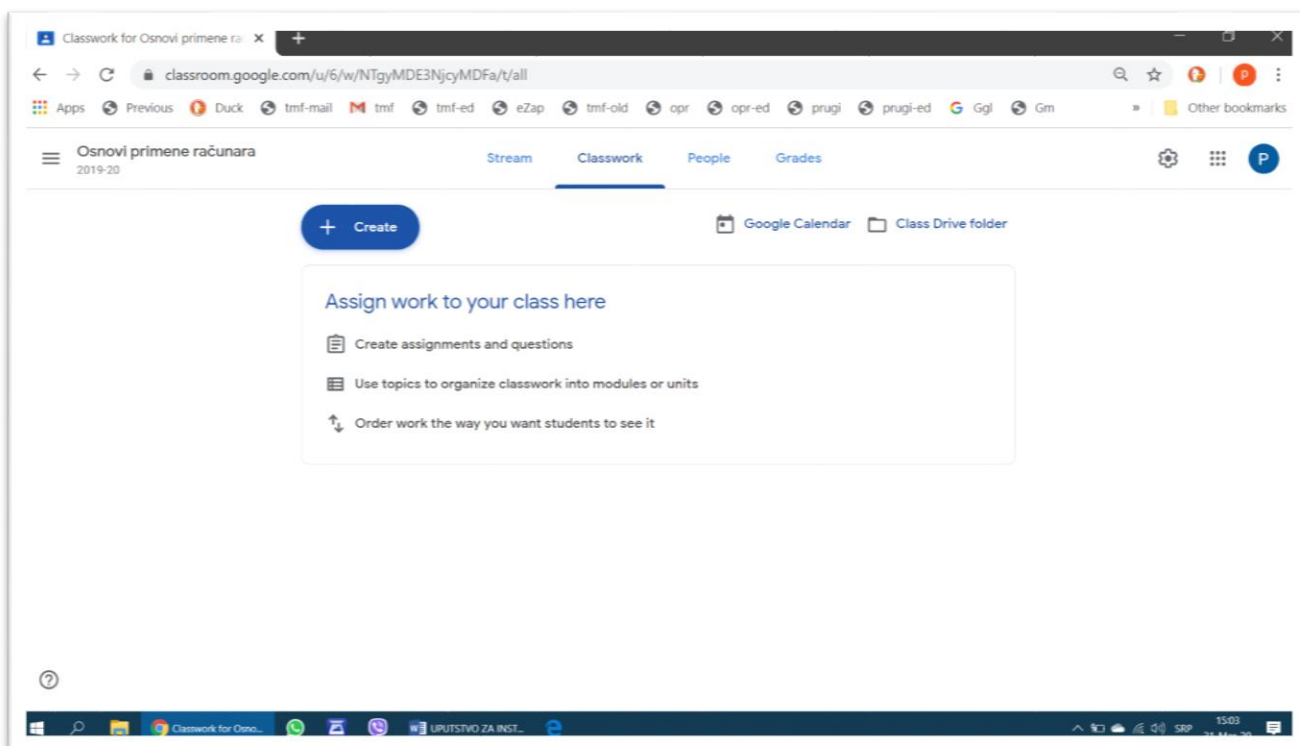 Classwork for Osnovi primene ra
classroom.google.com/u/6/w/NTgyMDE3NjcyMDFa/t/all
Apps Previous Duck tmf-mail tmf tmf-ed eZap tmf-old opr opr-ed prugi prugi-ed Ggl Gm » Other bookmarks
Osnovi primene računara
2019-20
Stream Classwork People Grades
P
+ Create
Google Calendar Class Drive folder
Assign work to your class here
Create assignments and questions
Use topics to organize classwork into modules or units
Order work the way you want students to see it
Classwork for Osno... UPUTSTVO ZA INST... SRP 15:03
21-Mar-20